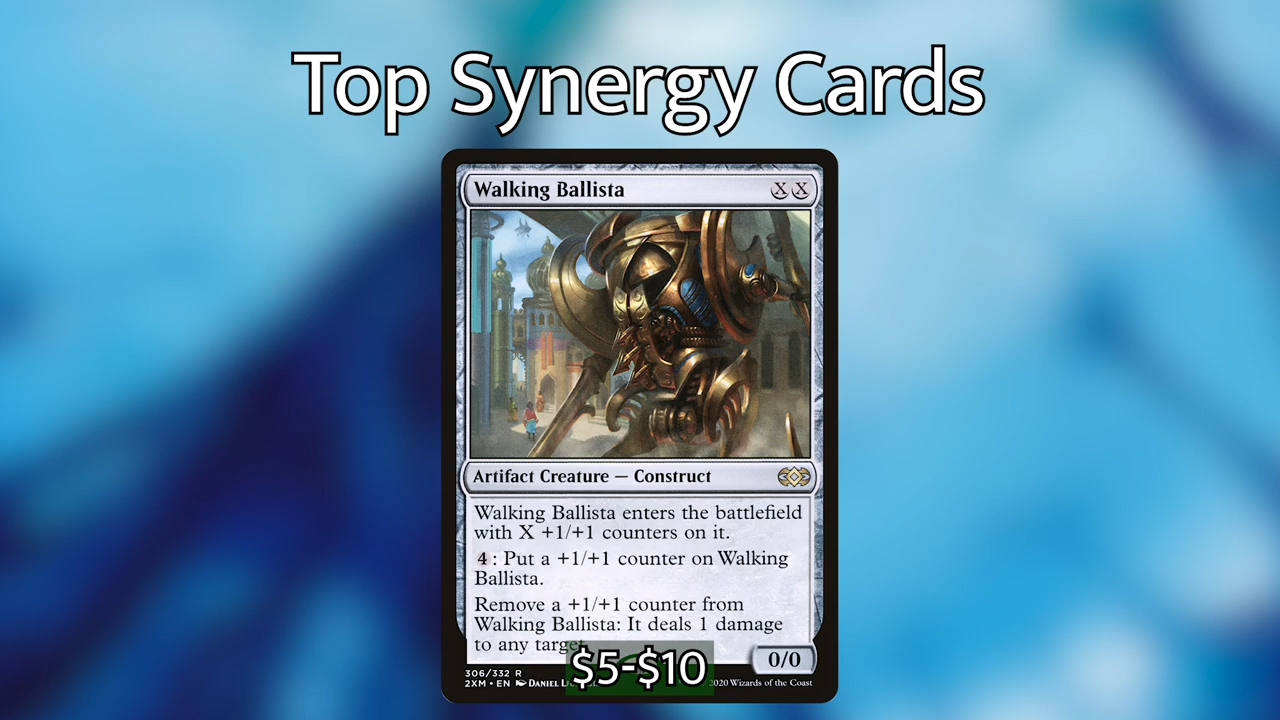 Top Synergy Cards
Walking Ballista XX
Artifact Creature — Construct
Walking Ballista enters the battlefield
with X +1/+1 counters on it.
4: Put a +1/+1 counter on Walking
Ballista.
Remove a +1/+1 counter from
Walking Ballista: It deals 1 damage
to any target
$5-$10
0/0
306/332 R
2XM • EN DANIEL
2020 Wizards of the Coast